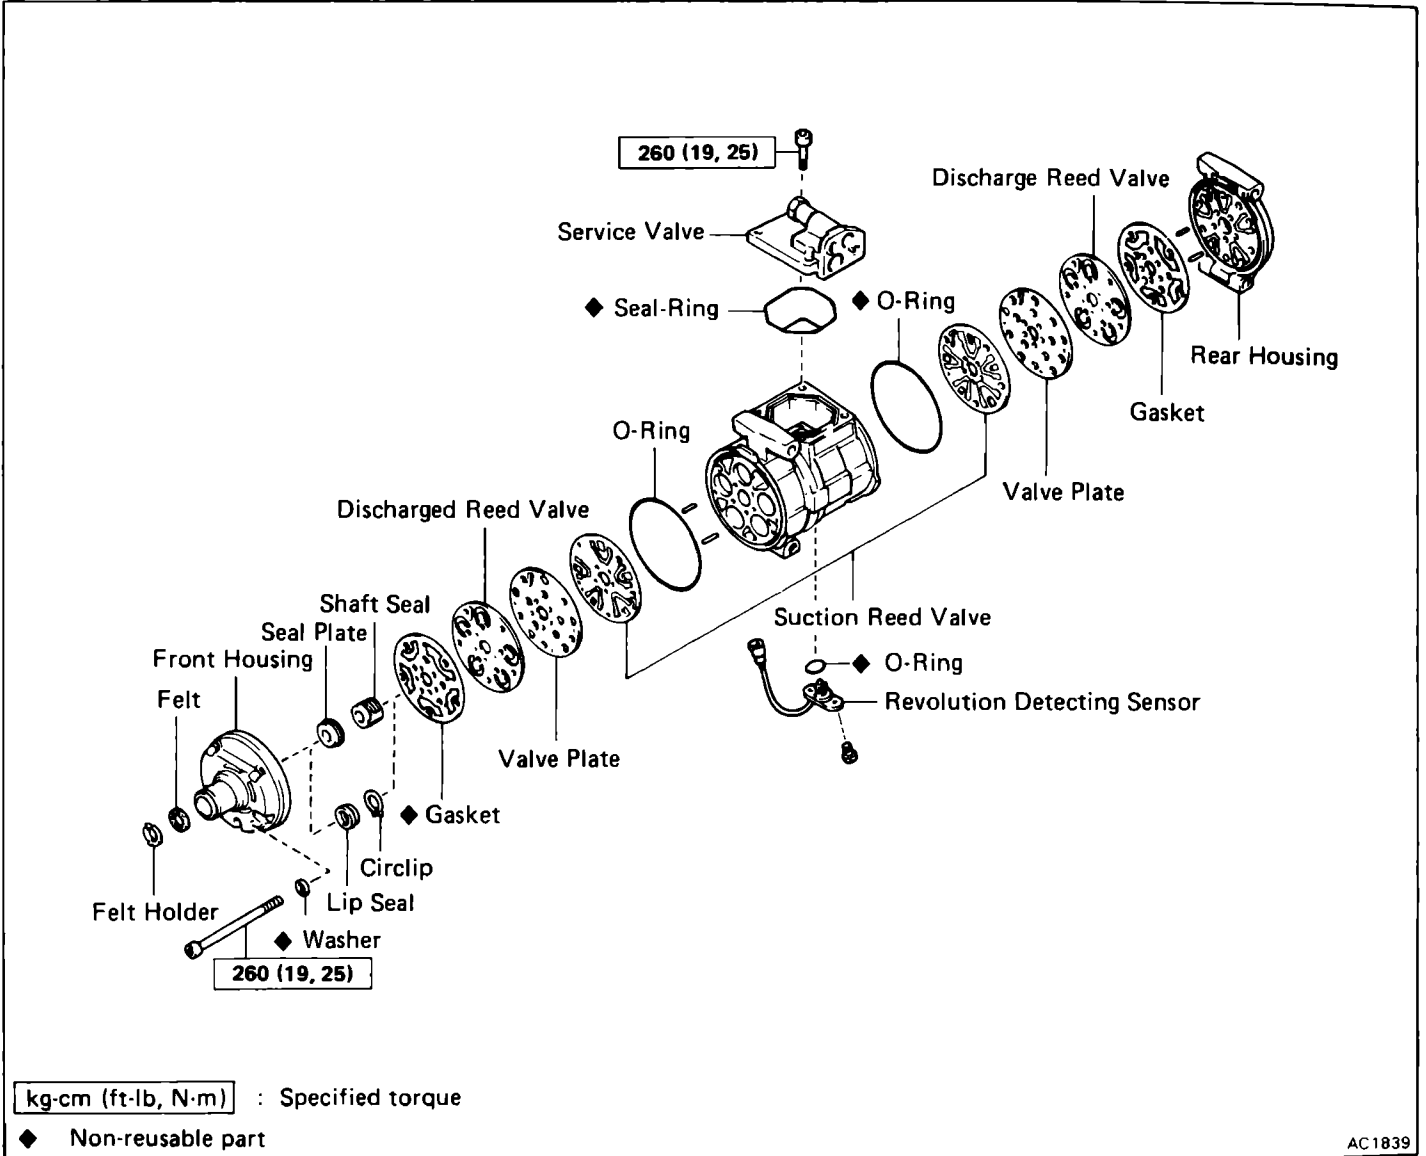 260 (19, 25)
Discharge Reed Valve
Service Valve
◆ Seal-Ring
◆ O-Ring
Rear Housing
Gasket
O-Ring
Valve Plate
Discharged Reed Valve
Shaft Seal
Seal Plate
Front Housing
Suction Reed Valve
◆ O-Ring
Felt
Revolution Detecting Sensor
Valve Plate
◆ Gasket
Circlip
Lip Seal
Felt Holder
◆ Washer
260 (19, 25)
kg-cm (ft-lb, N·m) : Specified torque
◆ Non-reusable part
AC1839